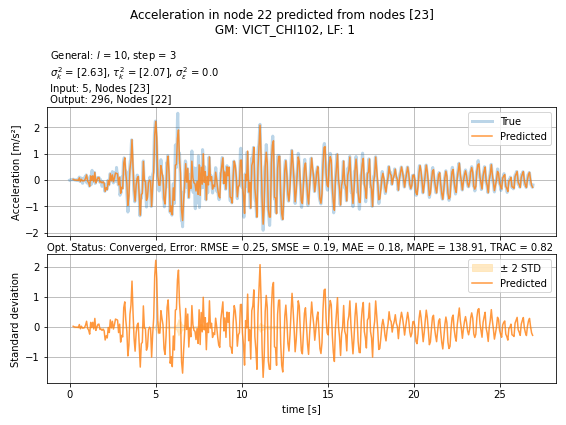 Acceleration in node 22 predicted from nodes [23]
GM: VICT_CHI102, LF: 1
General: l = 10, step = 3
σ²ₖ = [2.63], τ²ₖ = [2.07], σ²ε = 0.0
Input: 5, Nodes [23]
Output: 296, Nodes [22]
True
Predicted
Acceleration [m/s²]
2
1
0
−1
−2
Opt. Status: Converged, Error: RMSE = 0.25, SMSE = 0.19, MAE = 0.18, MAPE = 138.91, TRAC = 0.82
± 2 STD
Predicted
Standard deviation
2
1
0
−1
0
5
10
15
20
25
time [s]